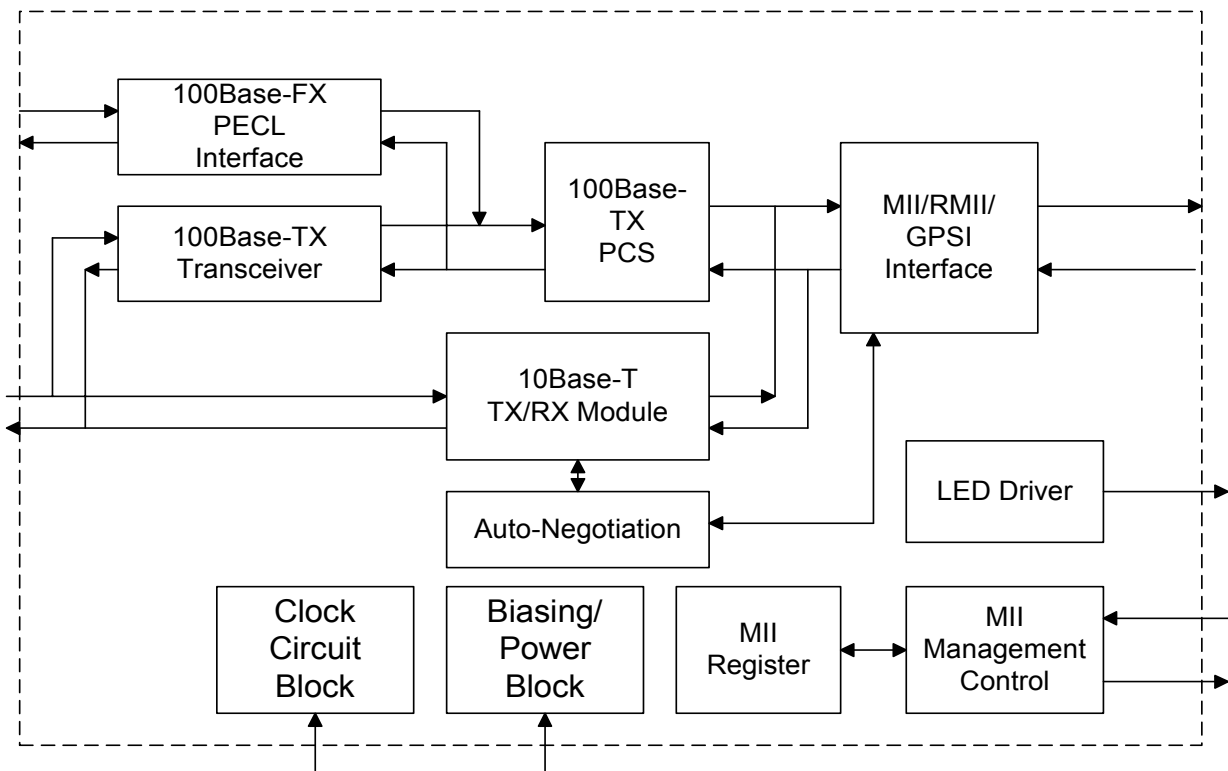 100Base-FX
PECL
Interface
100Base-TX
Transceiver
100Base-
TX
PCS
MII/RMII/
GPSI
Interface
10Base-T
TX/RX Module
Auto-Negotiation
LED Driver
Clock
Circuit
Block
Biasing/
Power
Block
MII
Register
MII
Management
Control